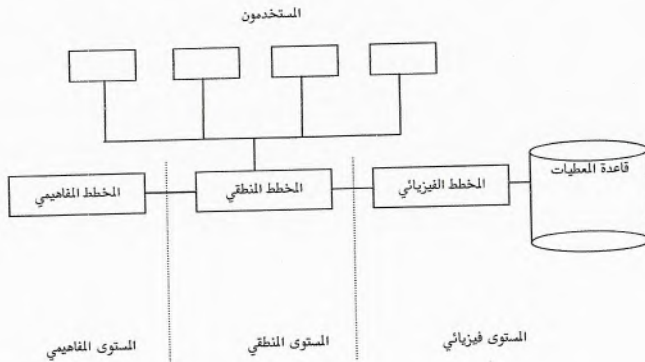 المستخدمون
قاعدة المعطيات
المخطط الفيزيائي
المخطط المنطقي
المخطط المفاهيمي
المستوى فيزيائي
المستوى المنطقي
المستوى المفاهيمي